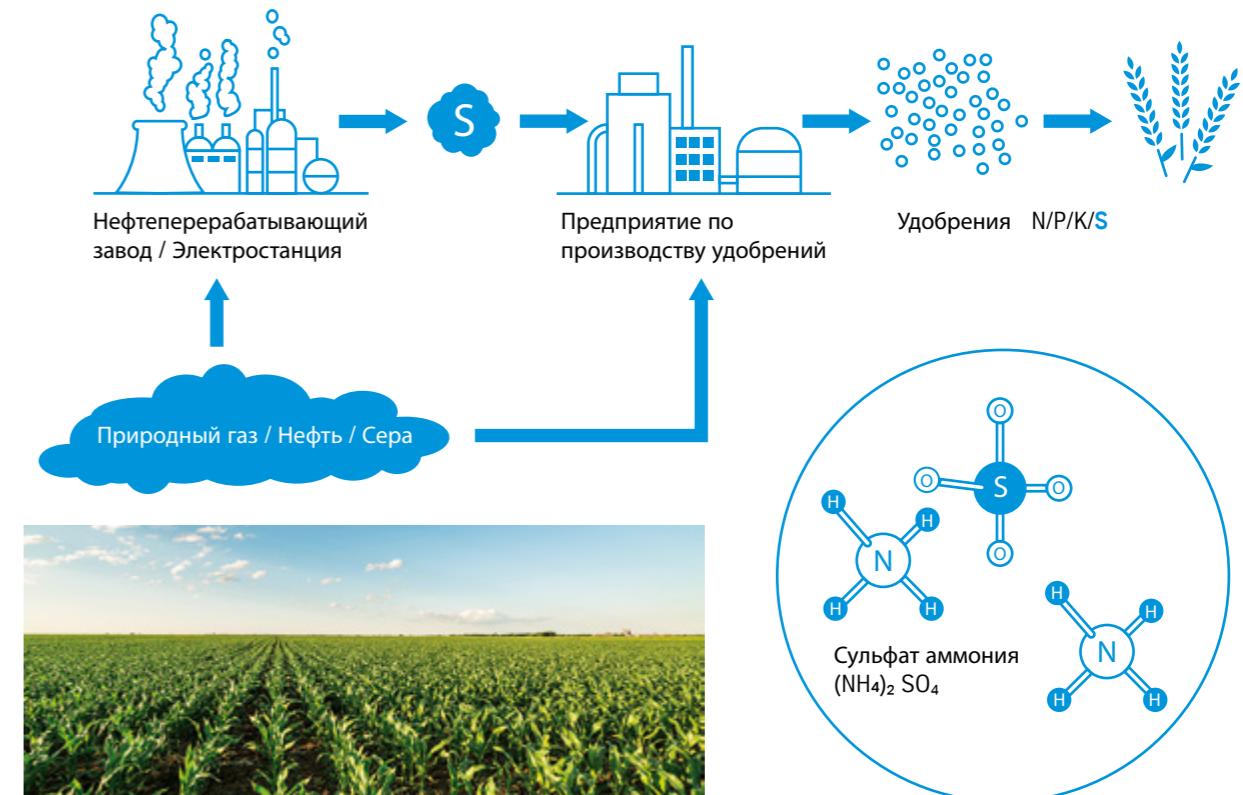 S
Нефтеперерабатывающий
завод / Электростанция
Предприятие по
производству удобрений
Удобрения N/P/K/S
Природный газ / Нефть / Сера
O
O S O
O
H H
N
H H
H H
N
H H
Сульфат аммония
(NH₄)₂ SO₄